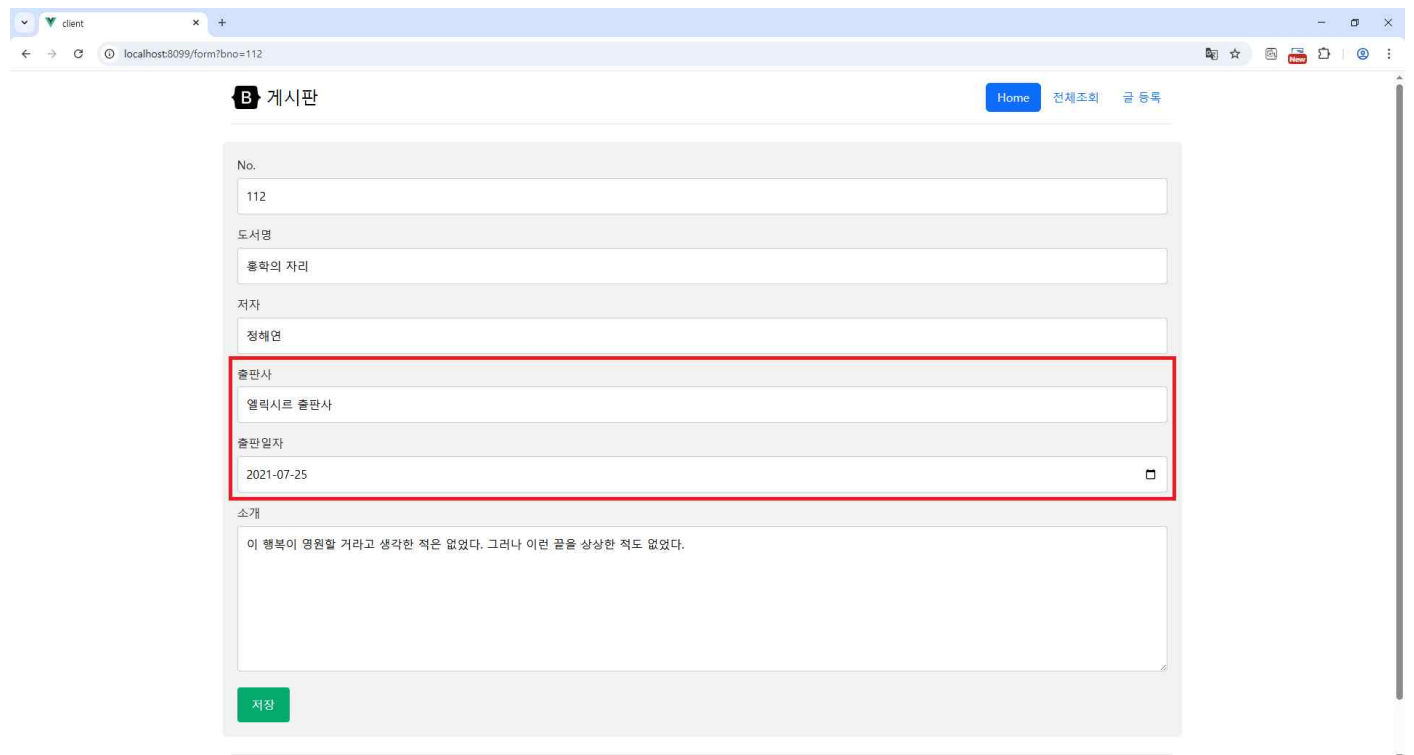 client
localhost:8099/form?bno=112
New
B 게시판
Home 전체조회 글 등록
No.
112
도서명
홍학의 자리
저자
정해연
출판사
엘릭시르 출판사
출판일자
2021-07-25
소개
이 행복이 영원할 거라고 생각한 적은 없었다. 그러나 이런 끝을 상상한 적도 없었다.
저장